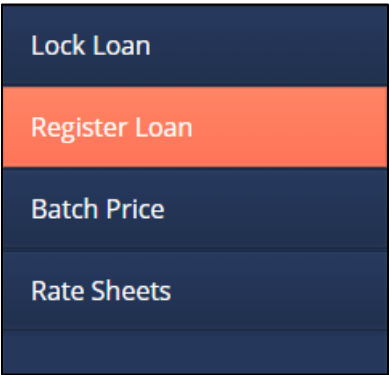 Lock Loan
Register Loan
Batch Price
Rate Sheets